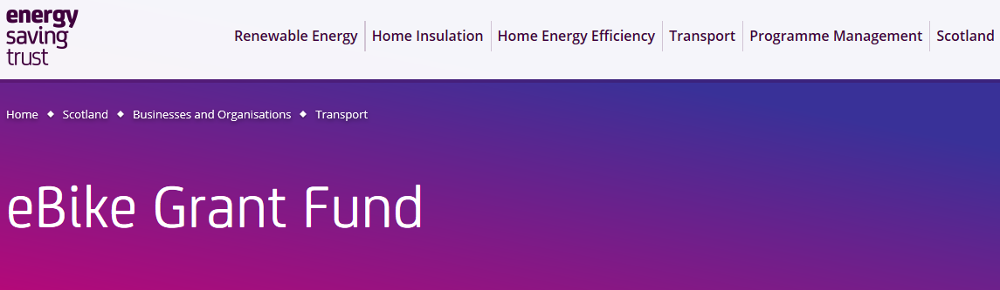 energy
saving
trust
Renewable Energy
Home Insulation
Home Energy Efficiency
Transport
Programme Management
Scotland
Home
Scotland
Businesses and Organisations
Transport
eBike Grant Fund